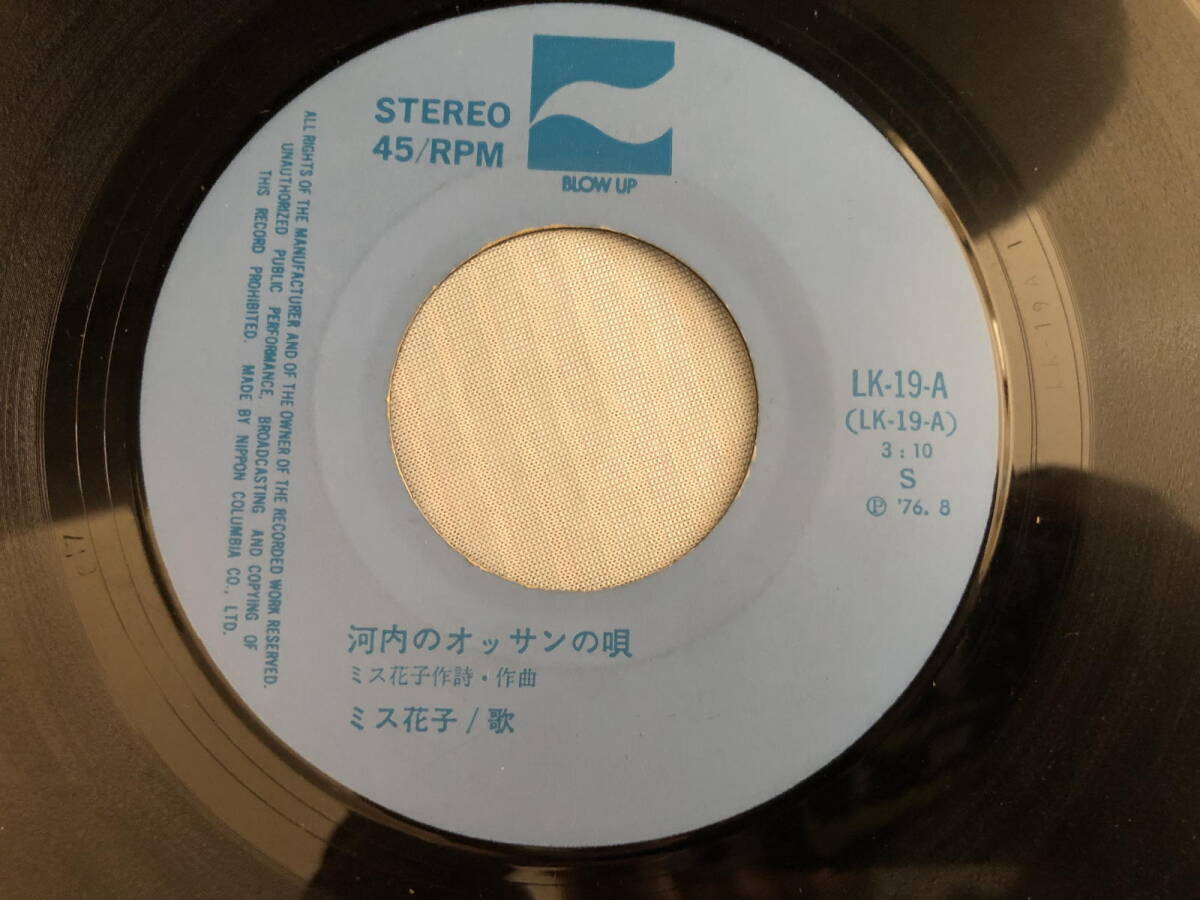 STEREO
45/RPM
BLOW UP
ALL RIGHTS OF THE MANUFACTURER AND OF THE OWNER OF THE RECORDED WORK RESERVED.
UNAUTHORIZED PUBLIC PERFORMANCE, BROADCASTING AND COPYING OF
THIS RECORD PROHIBITED. MADE BY NIPPON COLUMBIA CO., LTD.
LK-19-A
(LK-19-A)
3:10
S
Ⓟ '76. 8
河内のオッサンの唄
ミス花子作詩・作曲
ミス花子/歌